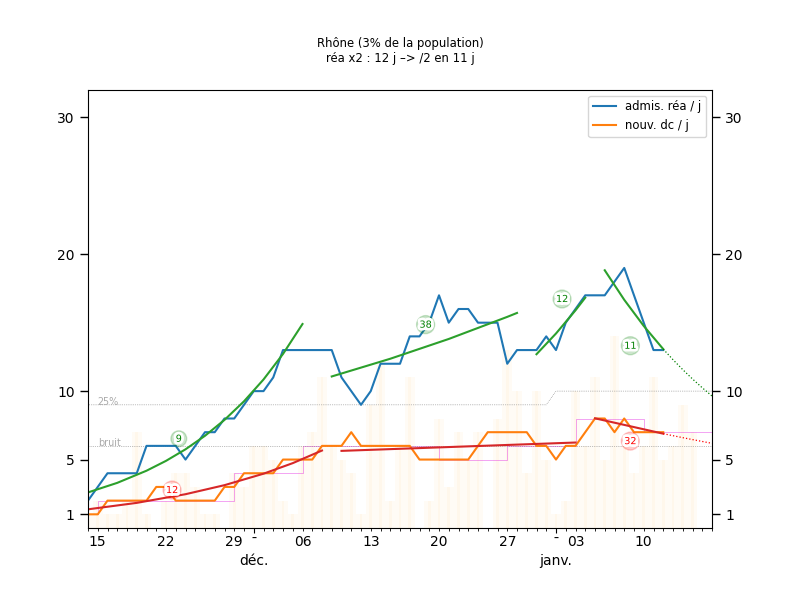 Rhône (3% de la population)
réa x2 : 12 j –> /2 en 11 j
admis. réa / j
nouv. dc / j
30
30
20
20
10
10
5
5
1
1
25%
bruit
9
12
38
12
11
32
15 22 29 - 06 13 20 27 - 03 10
déc. janv.